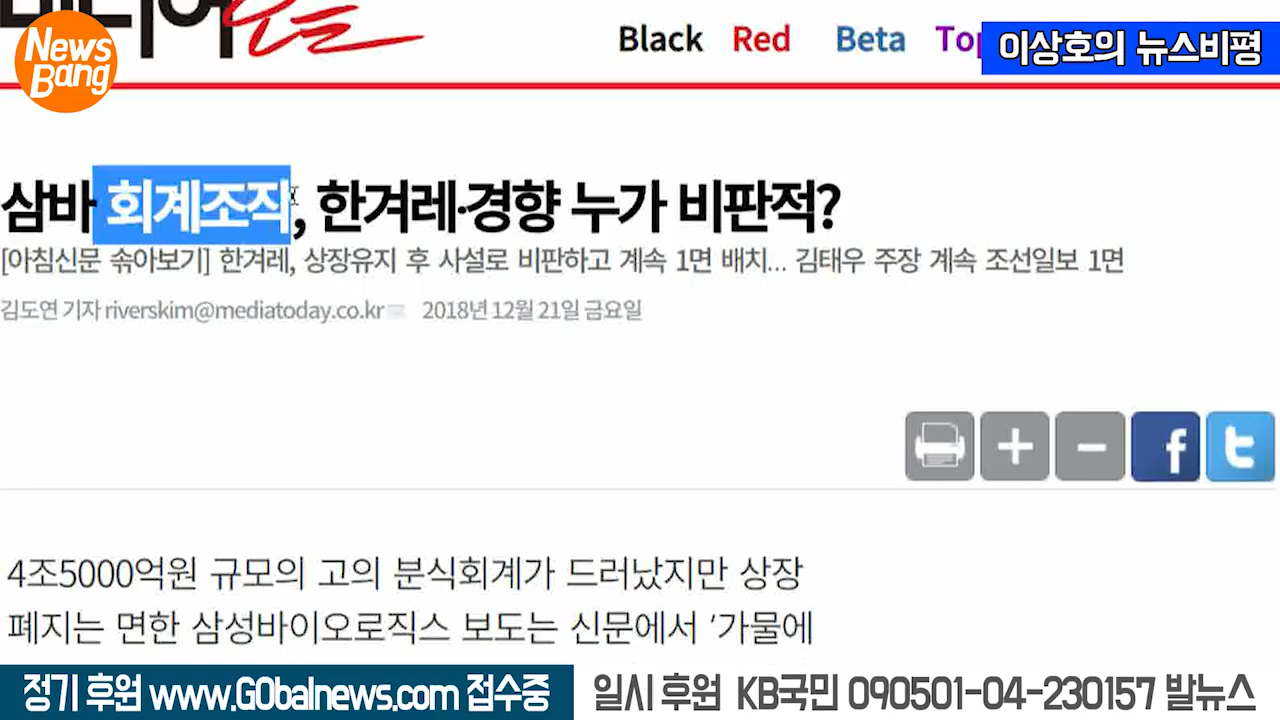 News
Bang
Black Red Beta
이상호의 뉴스비평
삼바 회계조직, 한겨레·경향 누가 비판적?
[아침신문 솎아보기] 한겨레, 상장유지 후 사설로 비판하고 계속 1면 배치... 김태우 주장 계속 조선일보 1면
김도연 기자 riverskim@mediatoday.co.kr 2018년 12월 21일 금요일
4조5000억원 규모의 고의 분식회계가 드러났지만 상장
폐지는 면한 삼성바이오로직스 보도는 신문에서 '가물에
정기 후원 www.GObalnews.com 접수중
일시 후원 KB국민 090501-04-230157 발뉴스